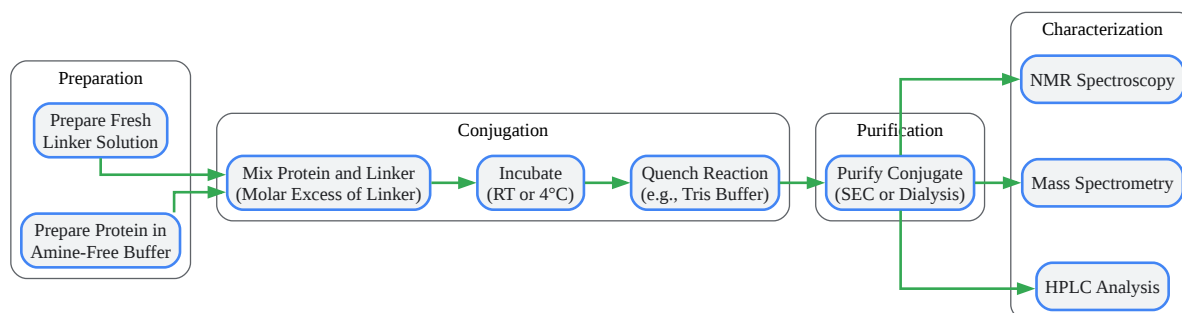 Preparation
Prepare Fresh
Linker Solution
Prepare Protein in
Amine-Free Buffer
Conjugation
Mix Protein and Linker
(Molar Excess of Linker)
Incubate
(RT or 4°C)
Quench Reaction
(e.g., Tris Buffer)
Purification
Purify Conjugate
(SEC or Dialysis)
Characterization
NMR Spectroscopy
Mass Spectrometry
HPLC Analysis